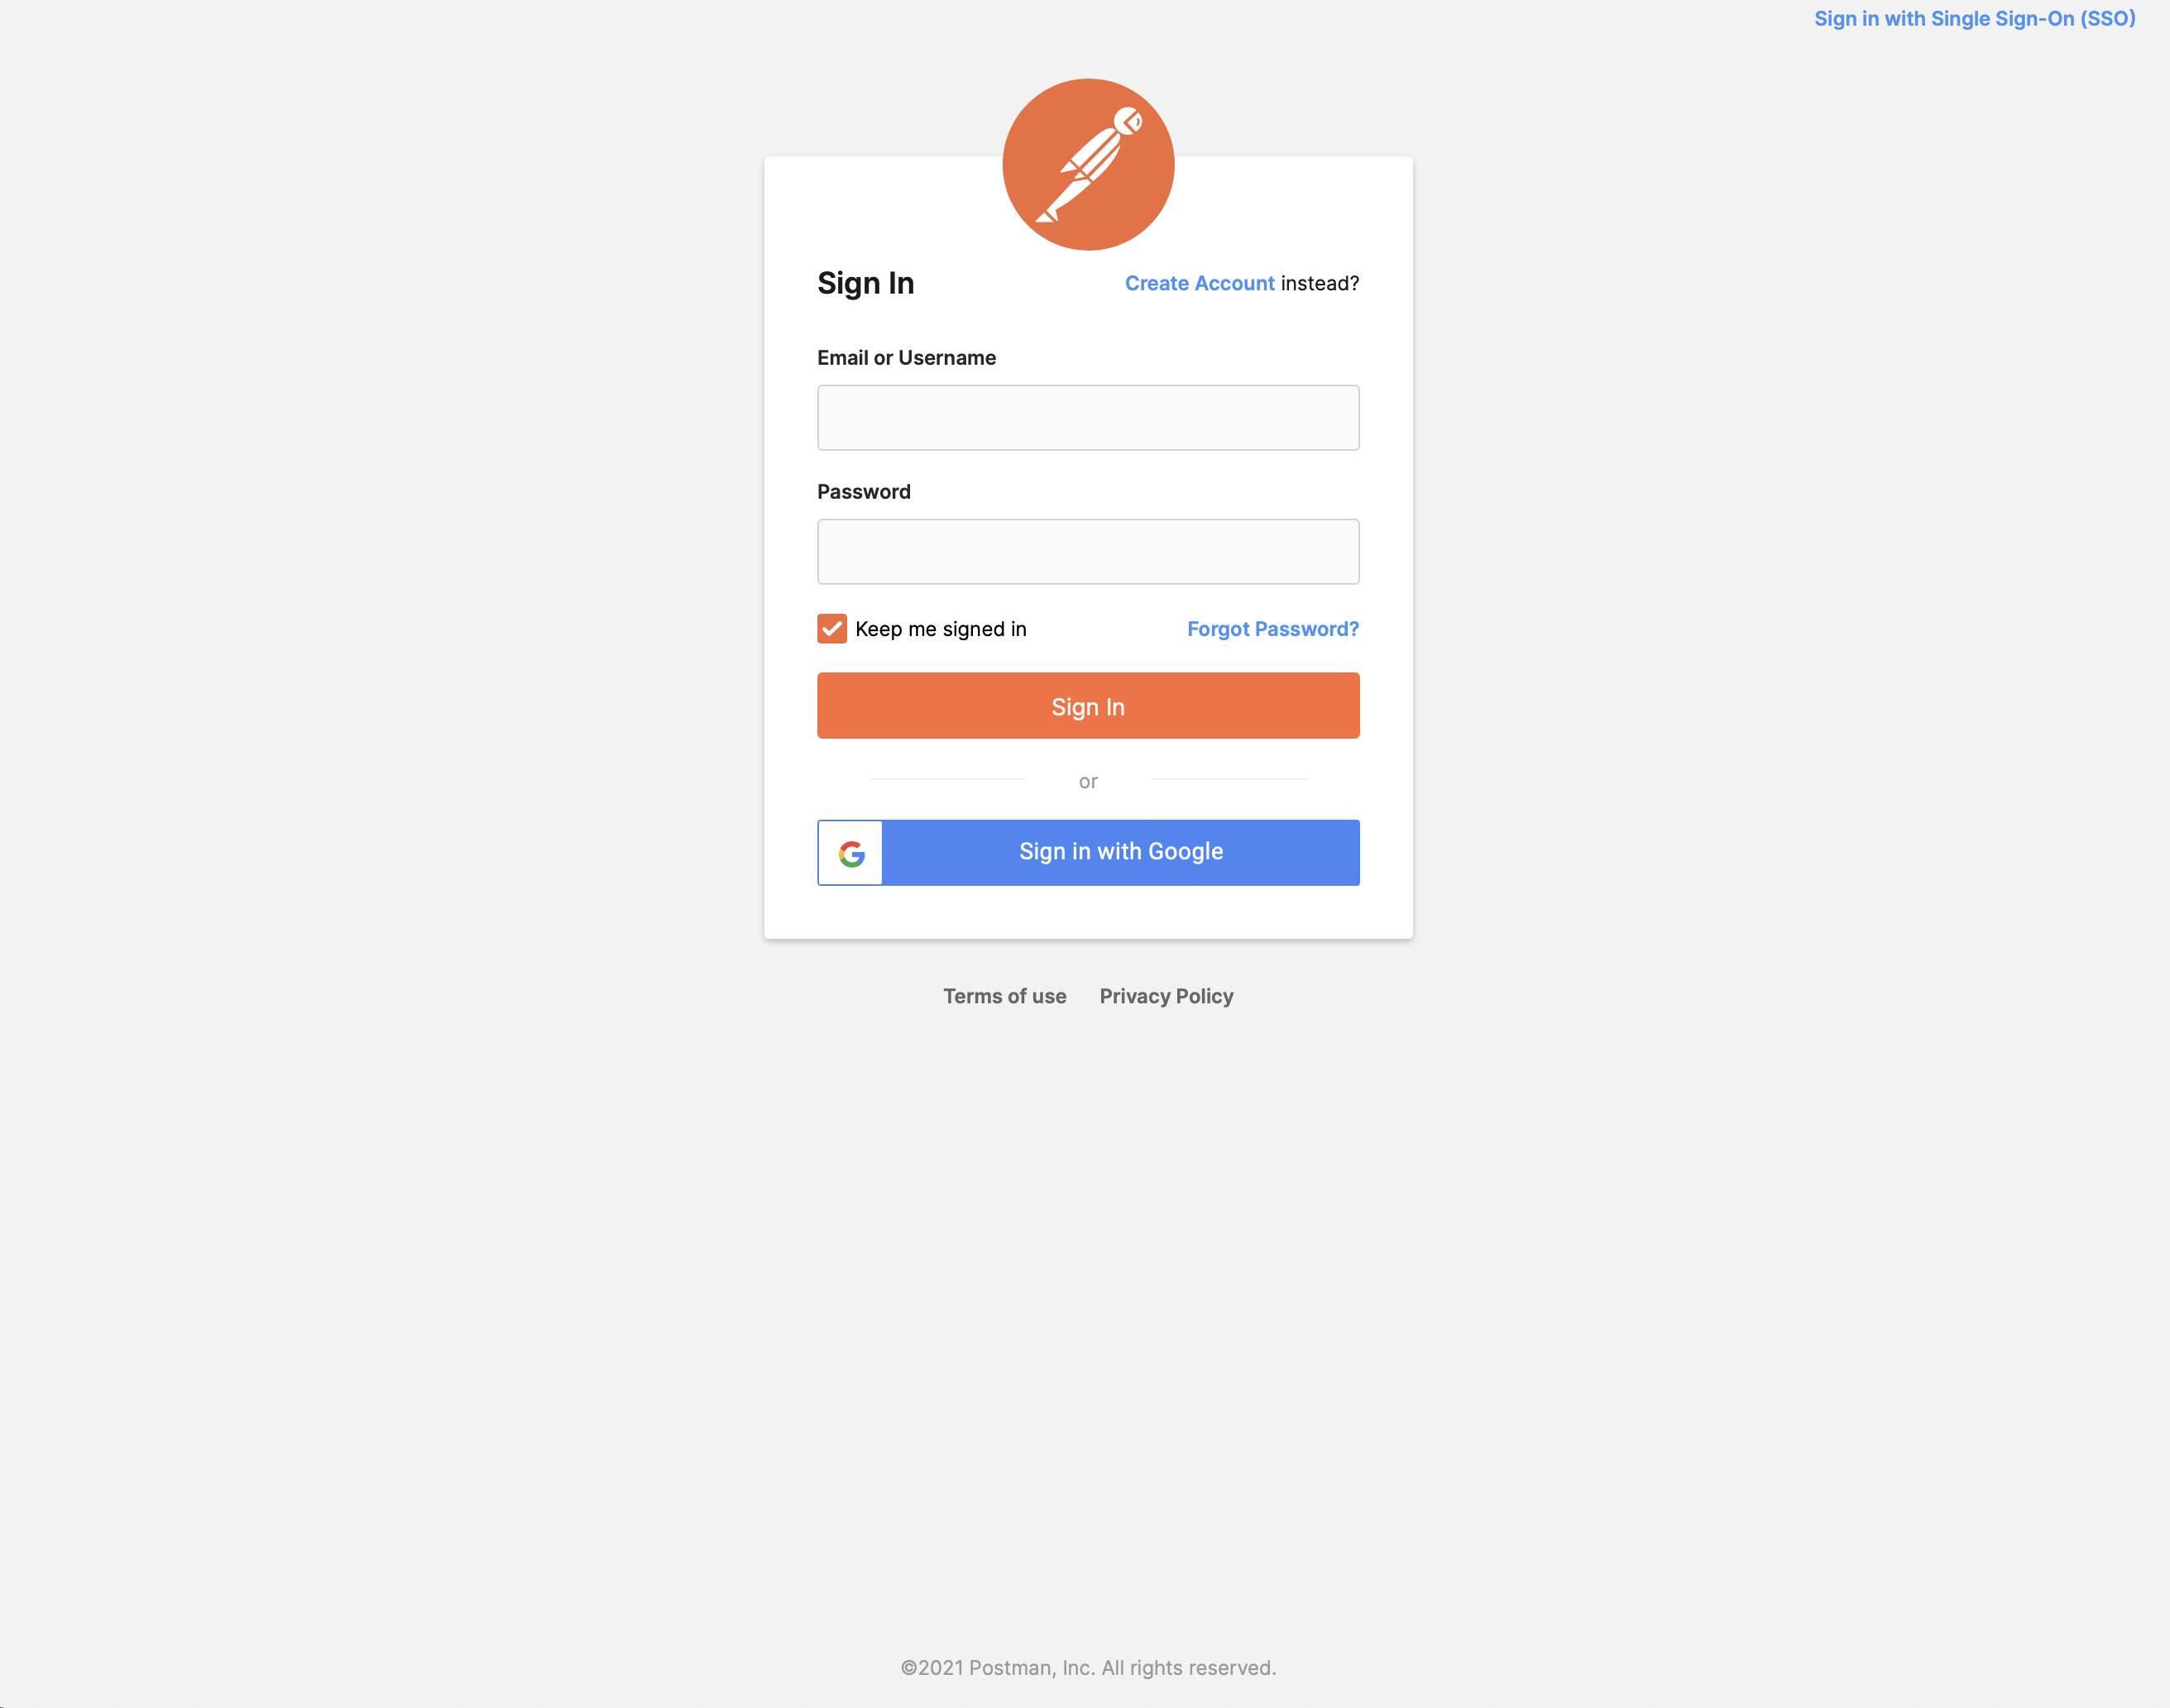 Sign in with Single Sign-On (SSO)
Sign In
Create Account instead?
Email or Username
Password
Keep me signed in
Forgot Password?
Sign In
or
Sign in with Google
Terms of use
Privacy Policy
©2021 Postman, Inc. All rights reserved.